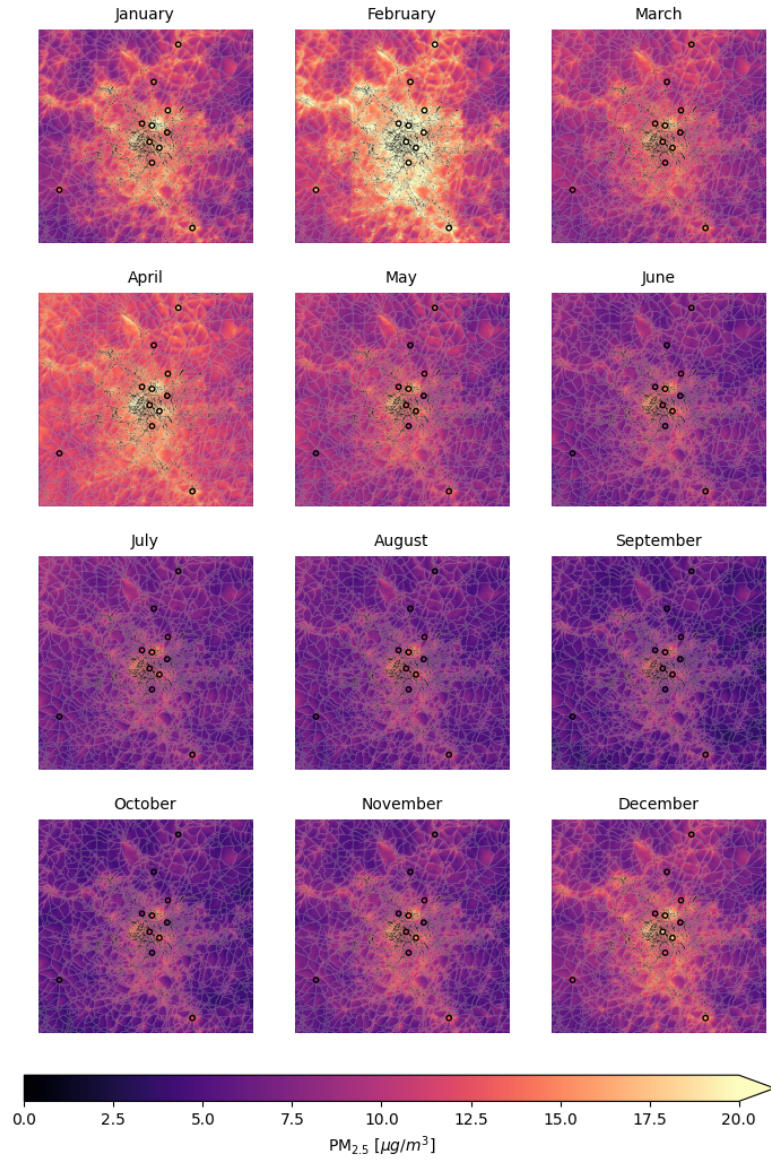 January February March
April May June
July August September
October November December
0.0 2.5 5.0 7.5 10.0 12.5 15.0 17.5 20.0
PM2.5 [μg/m³]